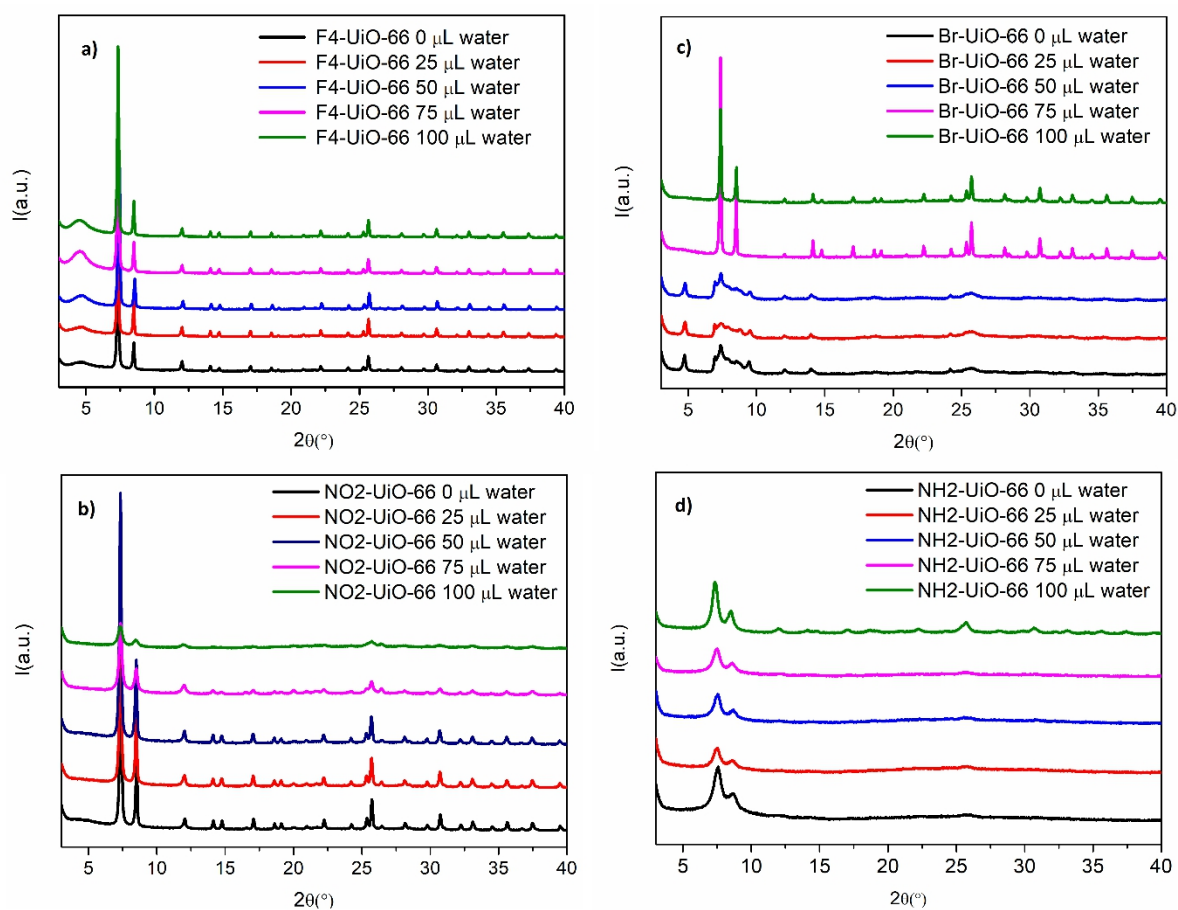 a)
F4-UiO-66 0 μL water
F4-UiO-66 25 μL water
F4-UiO-66 50 μL water
F4-UiO-66 75 μL water
F4-UiO-66 100 μL water
I(a.u.)
5 10 15 20 25 30 35 40
2θ(°)
c)
Br-UiO-66 0 μL water
Br-UiO-66 25 μL water
Br-UiO-66 50 μL water
Br-UiO-66 75 μL water
Br-UiO-66 100 μL water
I(a.u.)
5 10 15 20 25 30 35 40
2θ(°)
b)
NO2-UiO-66 0 μL water
NO2-UiO-66 25 μL water
NO2-UiO-66 50 μL water
NO2-UiO-66 75 μL water
NO2-UiO-66 100 μL water
I(a.u.)
5 10 15 20 25 30 35 40
2θ(°)
d)
NH2-UiO-66 0 μL water
NH2-UiO-66 25 μL water
NH2-UiO-66 50 μL water
NH2-UiO-66 75 μL water
NH2-UiO-66 100 μL water
I(a.u.)
5 10 15 20 25 30 35 40
2θ(°)